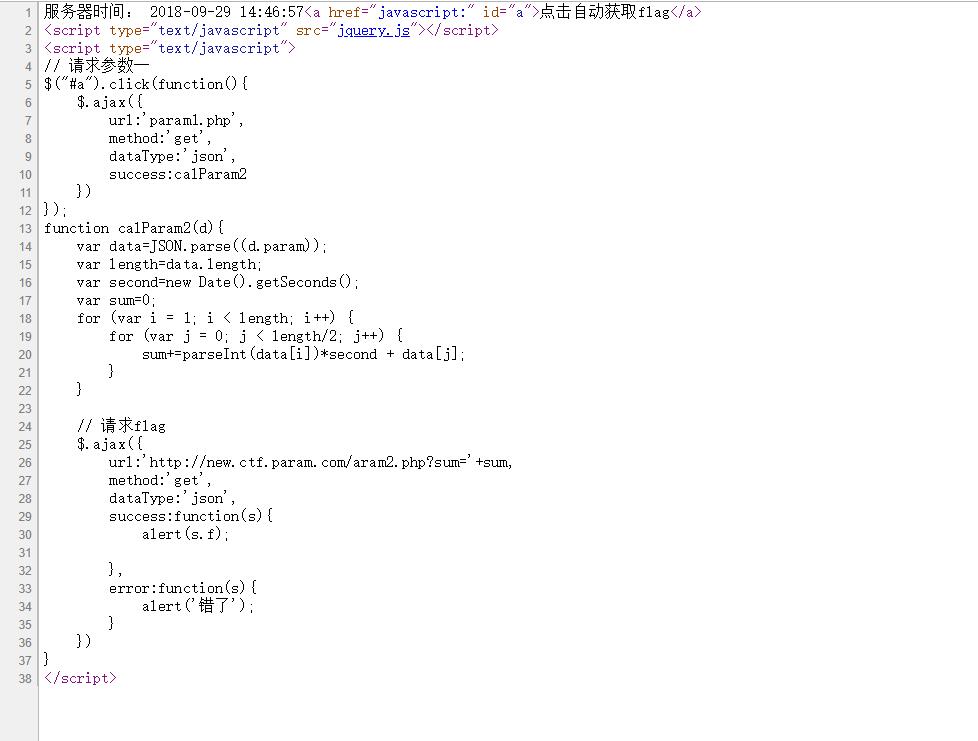 1 服务器时间： 2018-09-29 14:46:57<a href="javascript:" id="a">点击自动获取flag</a>
2 <script type="text/javascript" src="jquery.js"></script>
3 <script type="text/javascript">
4 // 请求参数一
5 $("#a").click(function(){
6     $.ajax({
7         url:'param1.php',
8         method:'get',
9         dataType:'json',
10         success:calParam2
11     })
12 });
13 function calParam2(d){
14     var data=JSON.parse((d.param));
15     var length=data.length;
16     var second=new Date().getSeconds();
17     var sum=0;
18     for (var i = 1; i < length; i++) {
19         for (var j = 0; j < length/2; j++) {
20             sum+=parseInt(data[i])*second + data[j];
21         }
22     }
23
24     // 请求flag
25     $.ajax({
26         url:'http://new.ctf.param.com/aram2.php?sum='+sum,
27         method:'get',
28         dataType:'json',
29         success:function(s){
30             alert(s.f);
31
32         },
33         error:function(s){
34             alert('错了');
35         }
36     })
37 }
38 </script>